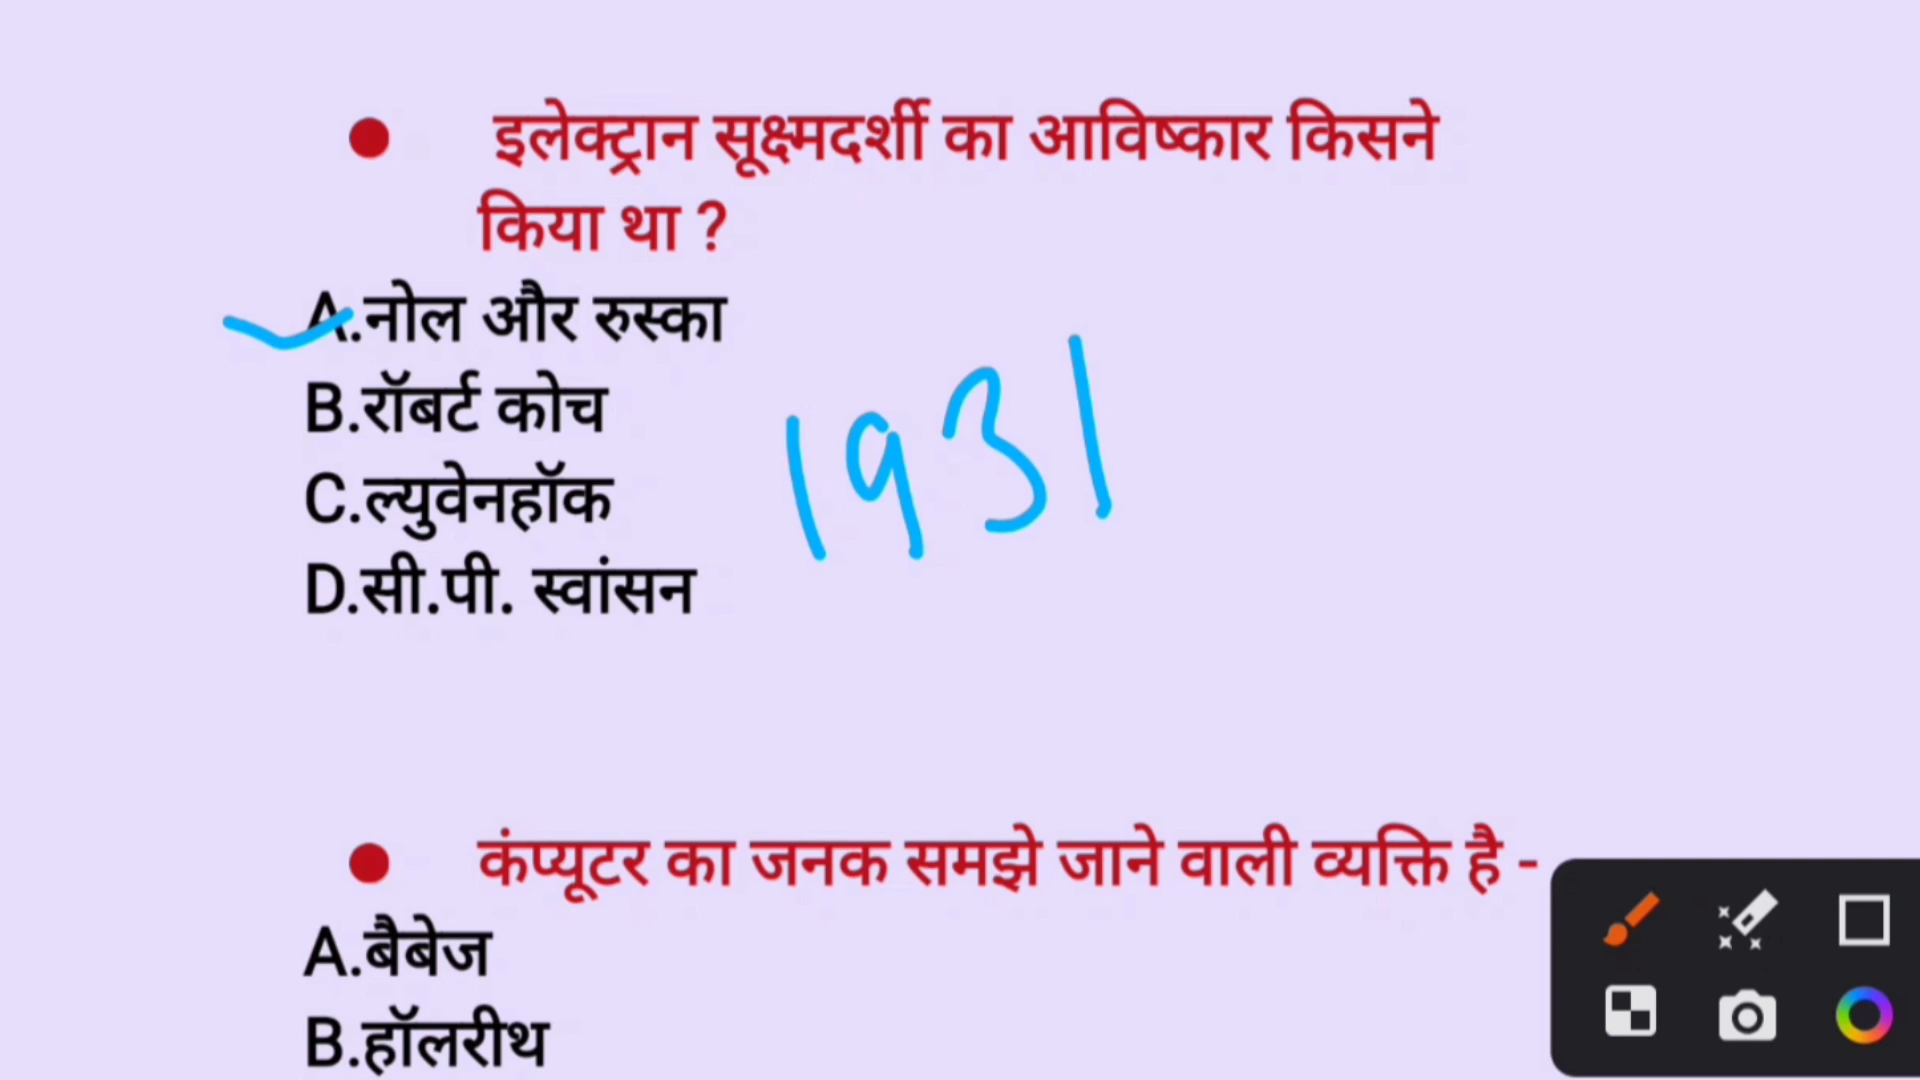 ● इलेक्ट्रान सूक्ष्मदर्शी का आविष्कार किसने
किया था ?
A.नोल और रुस्का
B.रॉबर्ट कोच
C.ल्युवेनहॉक
D.सी.पी. स्वांसन
1931
● कंप्यूटर का जनक समझे जाने वाली व्यक्ति है -
A.बैबेज
B.हॉलरीथ